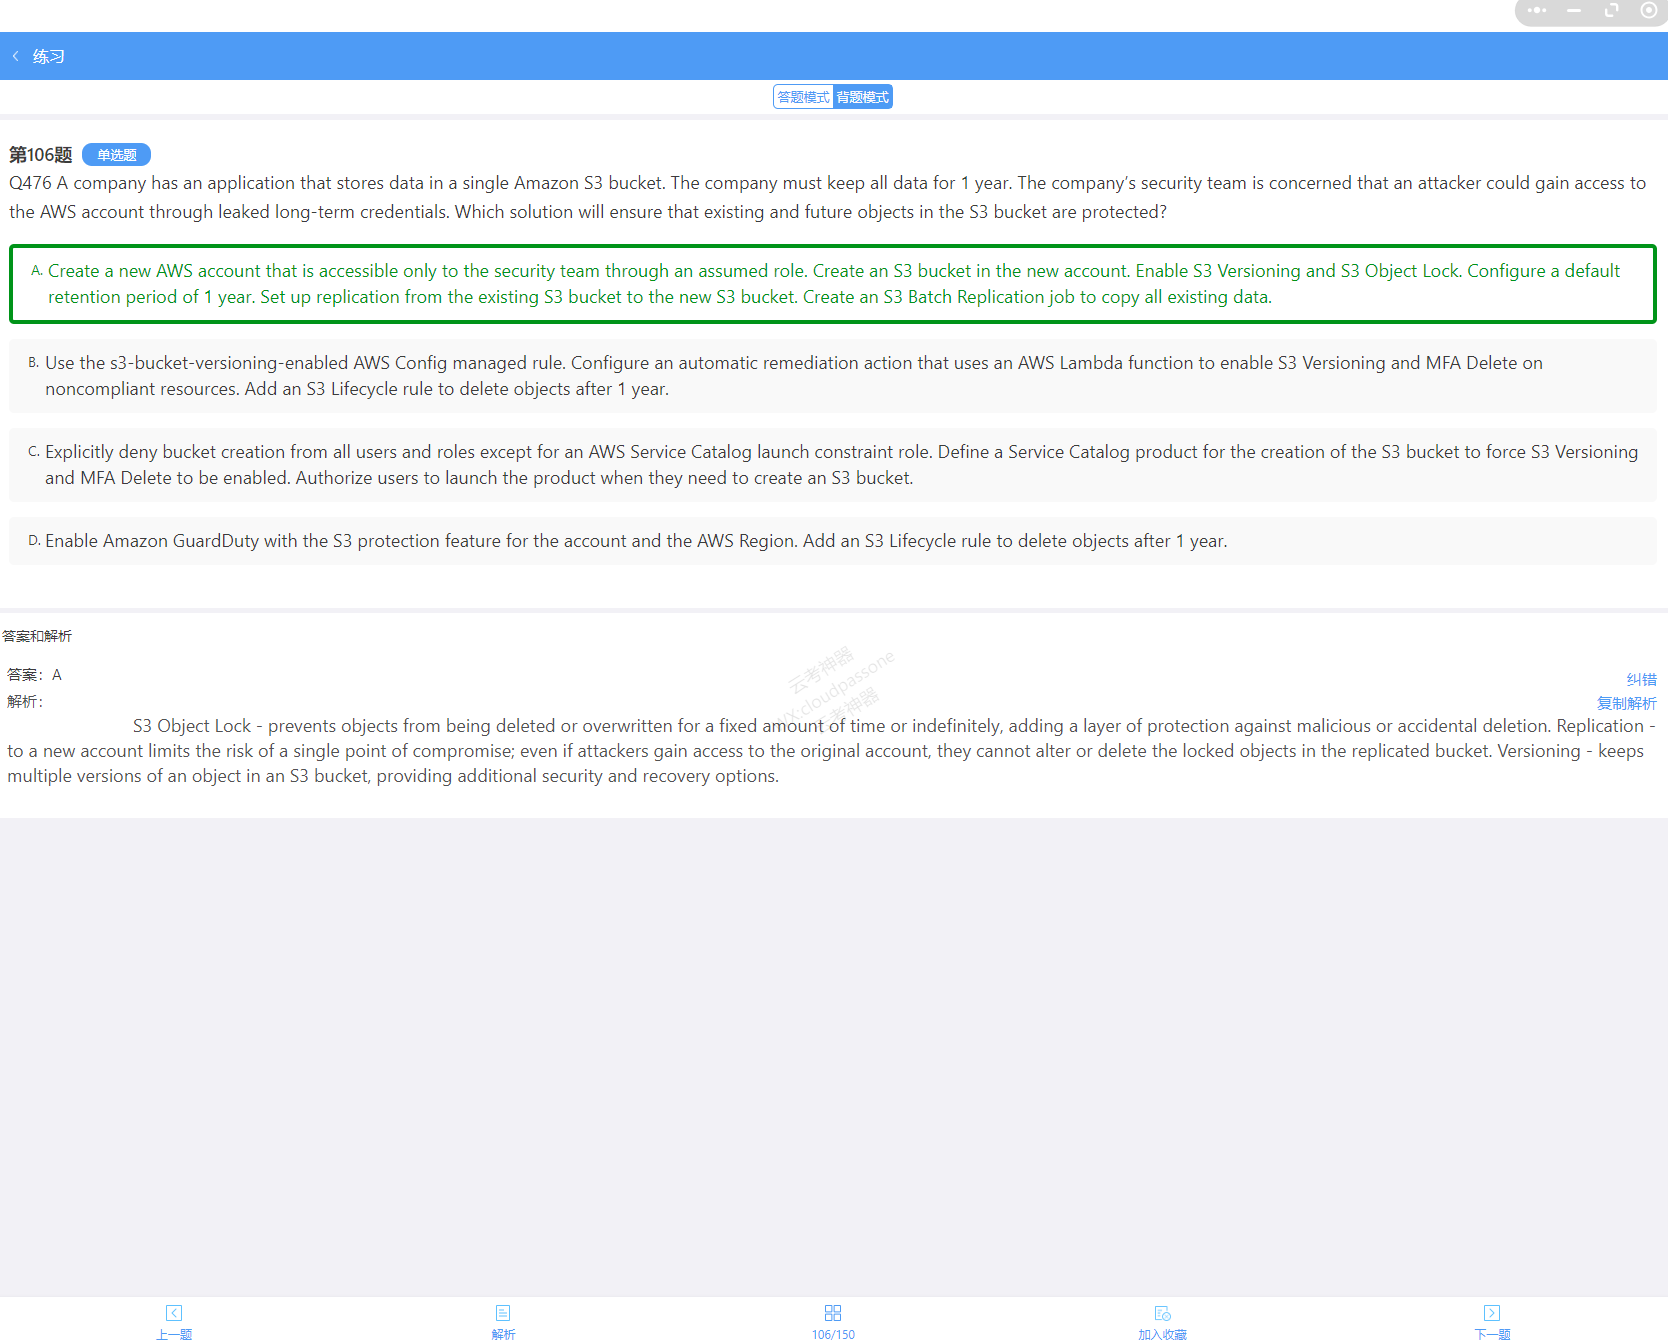 练习
答题模式 背题模式
第106题 单选题
Q476 A company has an application that stores data in a single Amazon S3 bucket. The company must keep all data for 1 year. The company's security team is concerned that an attacker could gain access to
the AWS account through leaked long-term credentials. Which solution will ensure that existing and future objects in the S3 bucket are protected?
A. Create a new AWS account that is accessible only to the security team through an assumed role. Create an S3 bucket in the new account. Enable S3 Versioning and S3 Object Lock. Configure a default
retention period of 1 year. Set up replication from the existing S3 bucket to the new S3 bucket. Create an S3 Batch Replication job to copy all existing data.
B. Use the s3-bucket-versioning-enabled AWS Config managed rule. Configure an automatic remediation action that uses an AWS Lambda function to enable S3 Versioning and MFA Delete on
noncompliant resources. Add an S3 Lifecycle rule to delete objects after 1 year.
C. Explicitly deny bucket creation from all users and roles except for an AWS Service Catalog launch constraint role. Define a Service Catalog product for the creation of the S3 bucket to force S3 Versioning
and MFA Delete to be enabled. Authorize users to launch the product when they need to create an S3 bucket.
D. Enable Amazon GuardDuty with the S3 protection feature for the account and the AWS Region. Add an S3 Lifecycle rule to delete objects after 1 year.
答案和解析
云考神器
WX:cloudpassone
云考神器
答案：A
纠错
解析：
复制解析
S3 Object Lock - prevents objects from being deleted or overwritten for a fixed amount of time or indefinitely, adding a layer of protection against malicious or accidental deletion. Replication -
to a new account limits the risk of a single point of compromise; even if attackers gain access to the original account, they cannot alter or delete the locked objects in the replicated bucket. Versioning - keeps
multiple versions of an object in an S3 bucket, providing additional security and recovery options.
上一题 解析 106/150 加入收藏 下一题